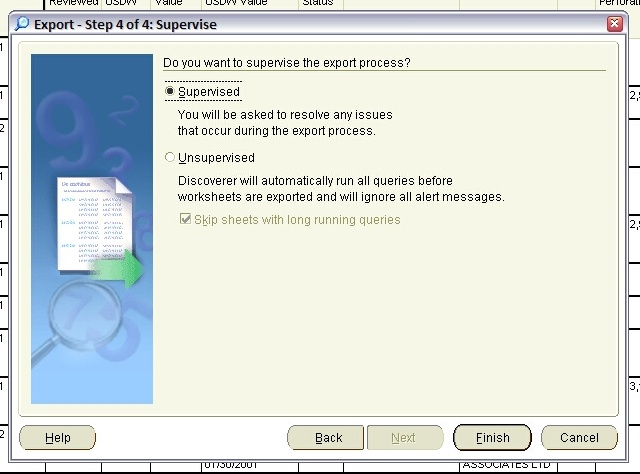 Reviewed USDW Value USDW Value Status Perforat
Export - Step 4 of 4: Supervise
Do you want to supervise the export process?
Supervised
You will be asked to resolve any issues
that occur during the export process.
Unsupervised
Discoverer will automatically run all queries before
worksheets are exported and will ignore all alert messages.
Skip sheets with long running queries
Help Back Next Finish Cancel
01/30/2001 ASSOCIATES LTD